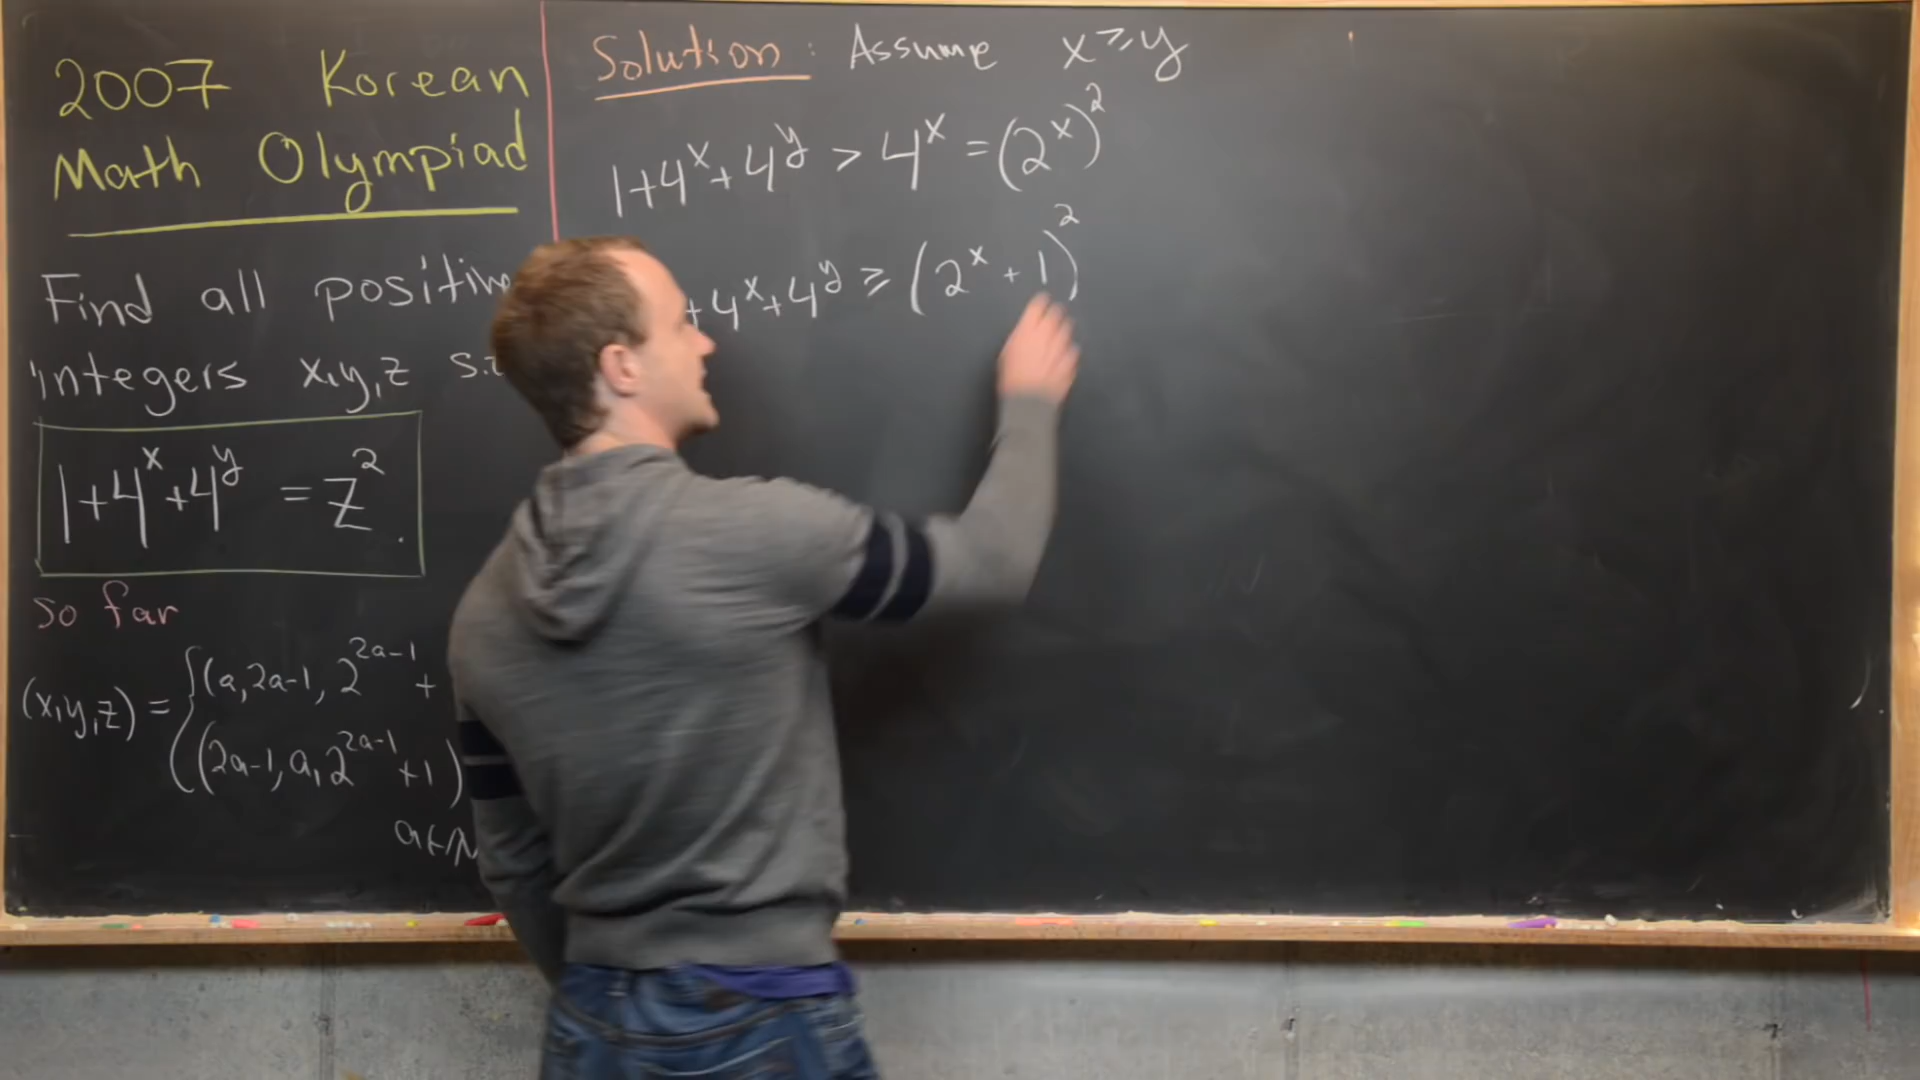 2007 Korean
Math Olympiad
Find all
integers x,y,z
1+4^x+4^y = z^2.
so far
(x,y,z) = { (a, 2a-1, 2^{2a-1} +
(2a-1, a, 2^{2a-1} +1)
Solution: Assume x ≥ y
1+4^x+4^y > 4^x = (2^x)^2
+4^x+4^y ≥ (2^x + 1)^2